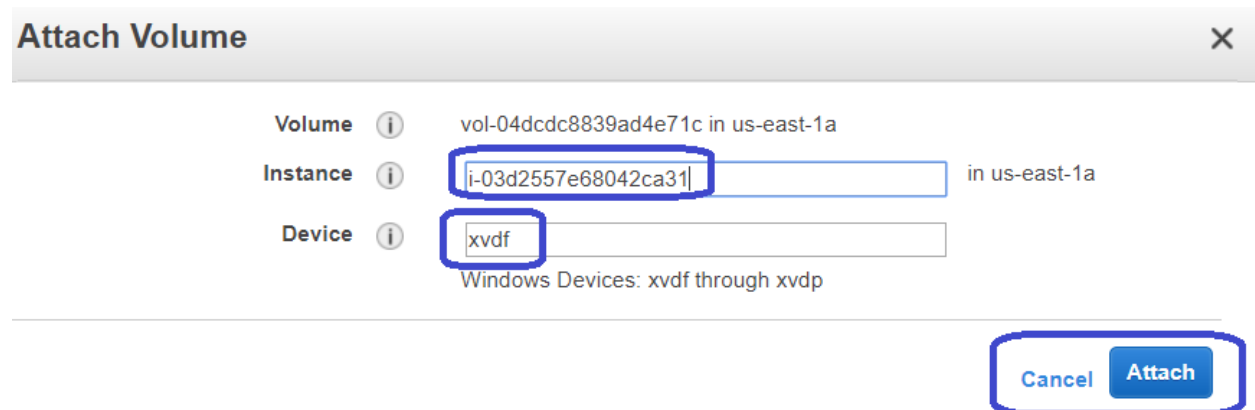 Attach Volume
Volume vol-04dcdc8839ad4e71c in us-east-1a
Instance i-03d2557e68042ca31 in us-east-1a
Device xvdf
Windows Devices: xvdf through xvdp
Cancel Attach